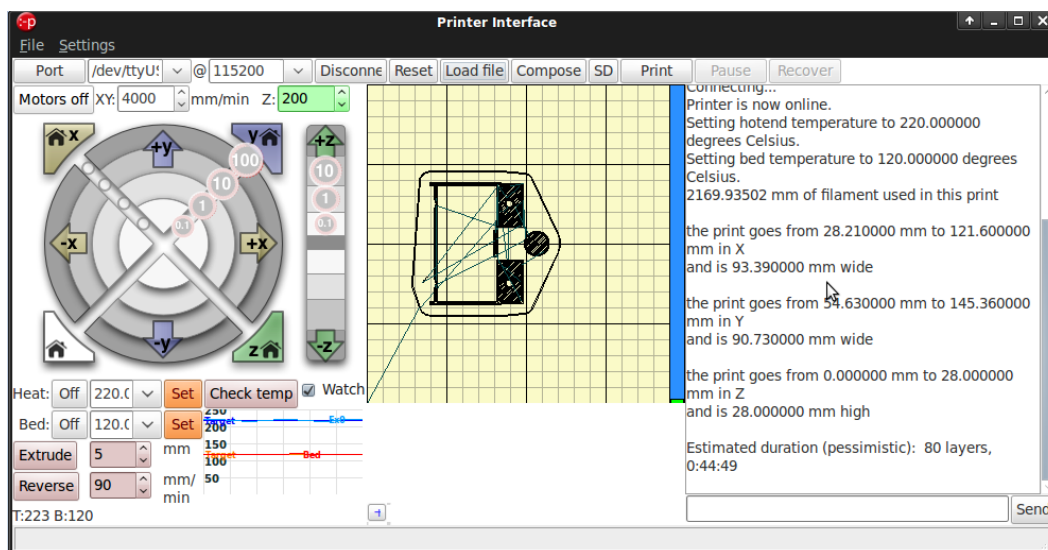 :-p
Printer Interface
File Settings
Port /dev/ttyUS @ 115200 Disconne Reset Load file Compose SD Print Pause Recover
Motors off XY: 4000 mm/min Z: 200
x +y y +z
100
10
1
0.1
10
1
0.1
-x +x
-y z -z
Heat: Off 220.0 Set Check temp Watch
Bed: Off 120.0 Set
Extrude 5 mm
Reverse 90 mm/
min
250
Target Ex0
200
150
Target Bed
100
50
T:223 B:120
Connecting...
Printer is now online.
Setting hotend temperature to 220.000000
degrees Celsius.
Setting bed temperature to 120.000000 degrees
Celsius.
2169.93502 mm of filament used in this print
the print goes from 28.210000 mm to 121.600000
mm in X
and is 93.390000 mm wide
the print goes from 54.630000 mm to 145.360000
mm in Y
and is 90.730000 mm wide
the print goes from 0.000000 mm to 28.000000
mm in Z
and is 28.000000 mm high
Estimated duration (pessimistic): 80 layers,
0:44:49
Send